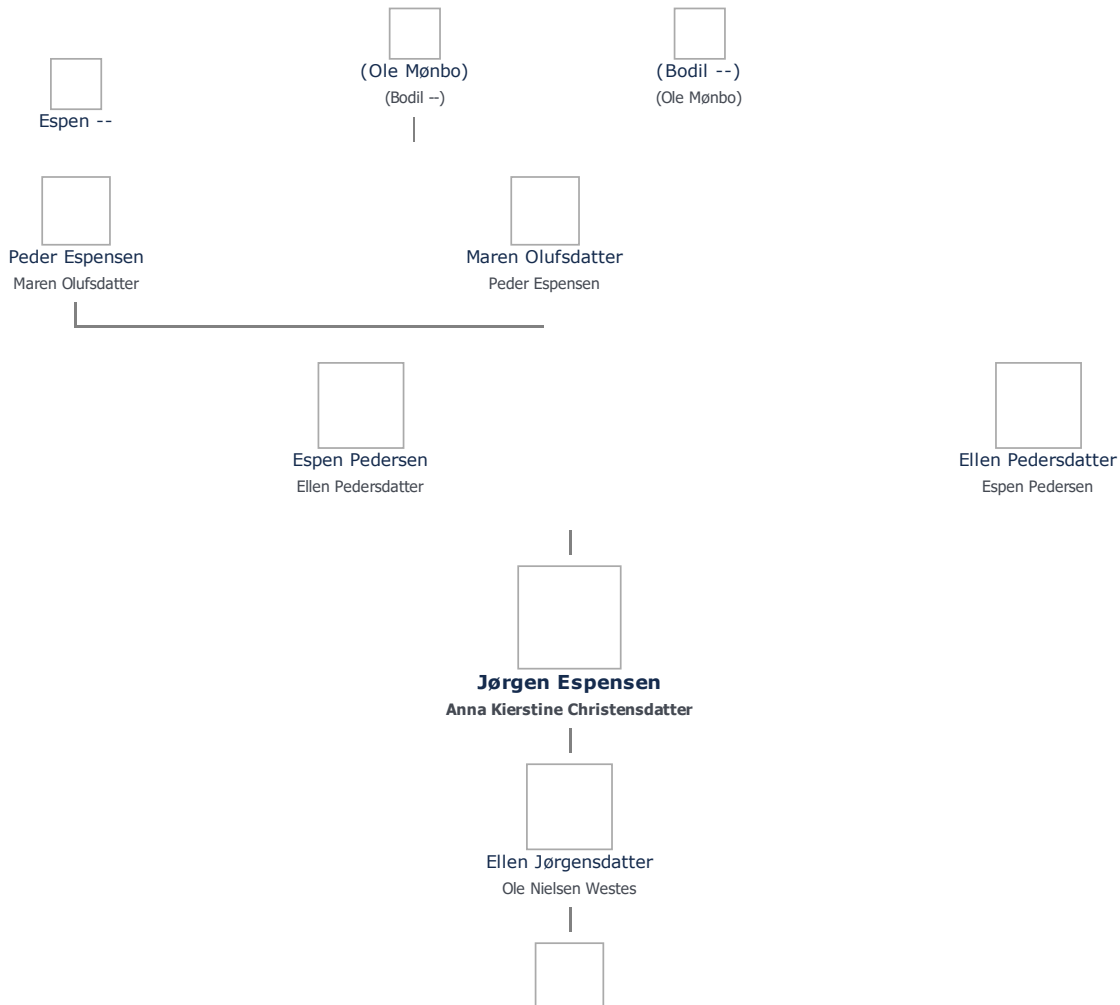 (Ole Mønbo)
(Bodil --)
(Bodil --)
(Ole Mønbo)
Espen --
Peder Espensen
Maren Olufsdatter
Maren Olufsdatter
Peder Espensen
Espen Pedersen
Ellen Pedersdatter
Ellen Pedersdatter
Espen Pedersen
Jørgen Espensen
Anna Kierstine Christensdatter
Ellen Jørgensdatter
Ole Nielsen Westes